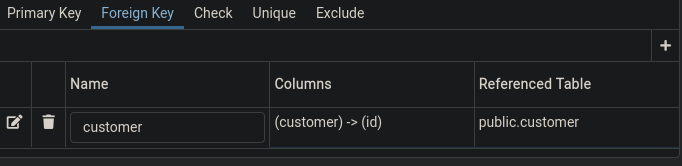 Primary Key Foreign Key Check Unique Exclude
+
Name Columns Referenced Table
customer (customer) -> (id) public.customer